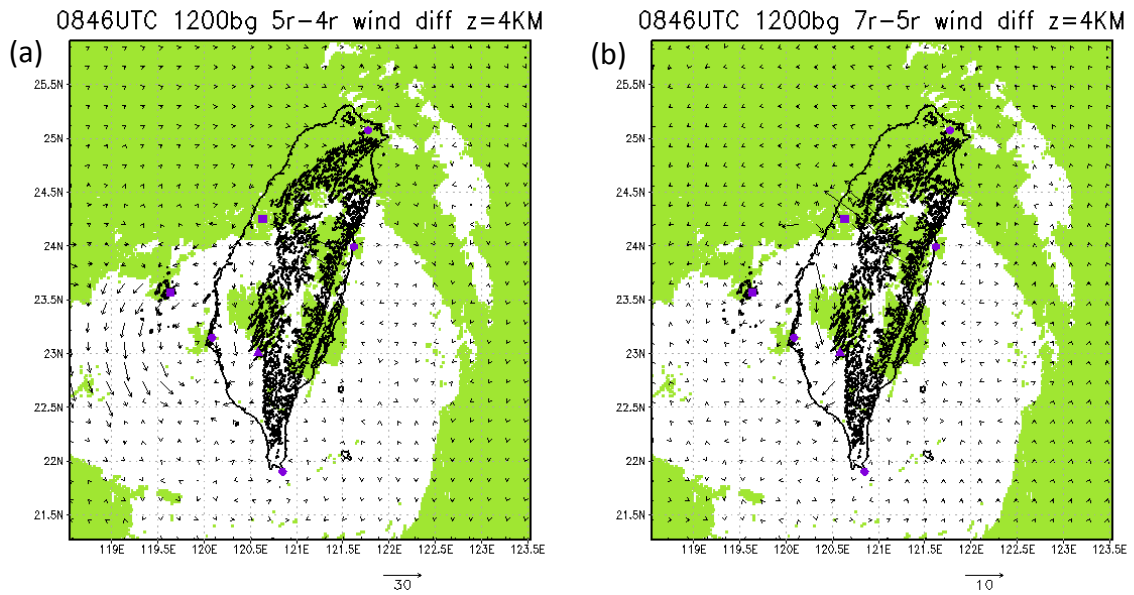 0846UTC 1200bg 5r-4r wind diff z=4KM
(a)
25.5N
25N
24.5N
24N
23.5N
23N
22.5N
22N
21.5N
119E 119.5E 120E 120.5E 121E 121.5E 122E 122.5E 123E 123.5E
30
0846UTC 1200bg 7r-5r wind diff z=4KM
(b)
25.5N
25N
24.5N
24N
23.5N
23N
22.5N
22N
21.5N
119E 119.5E 120E 120.5E 121E 121.5E 122E 122.5E 123E 123.5E
10